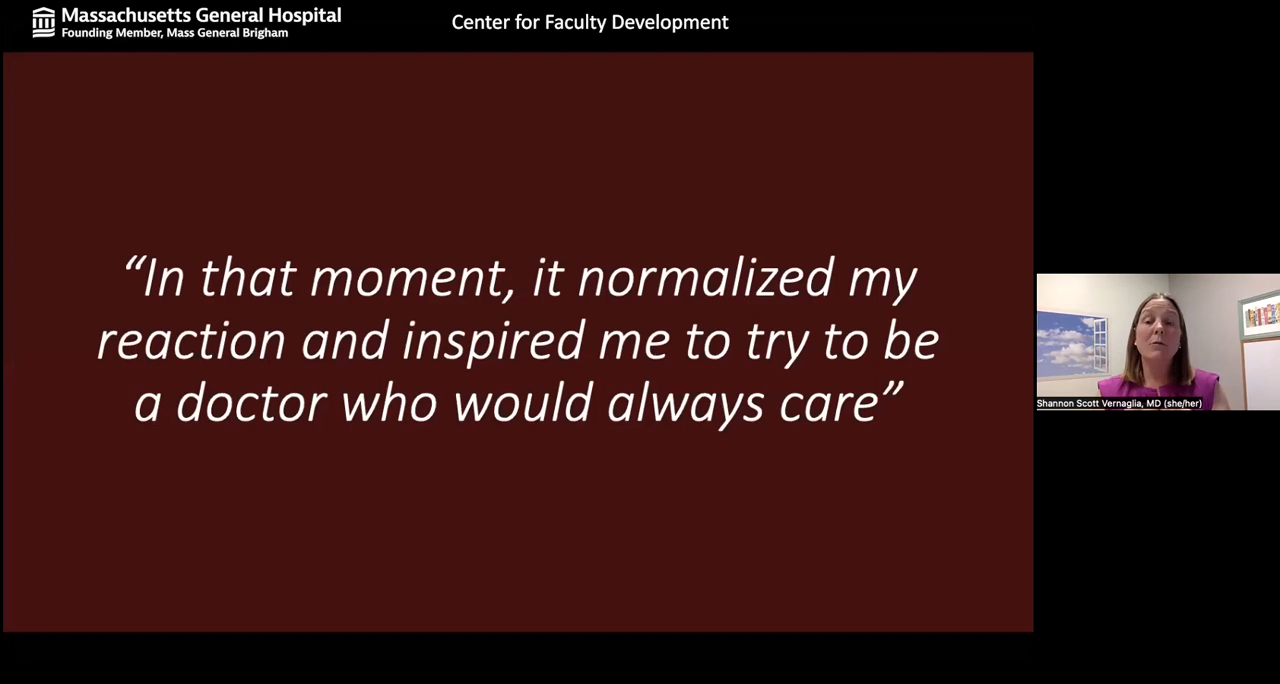 Massachusetts General Hospital
Founding Member, Mass General Brigham
Center for Faculty Development
“In that moment, it normalized my
reaction and inspired me to try to be
a doctor who would always care”
Shannon Scott Vernaglia, MD (she/her)